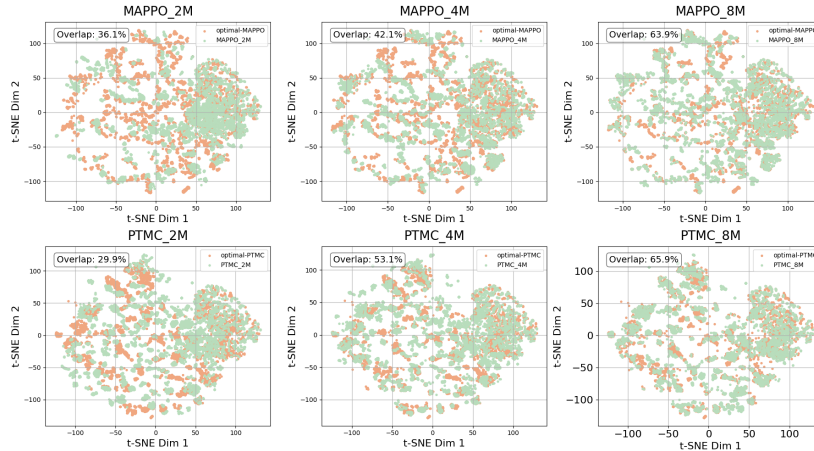 MAPPO_2M
Overlap: 36.1%
optimal-MAPPO
MAPPO_2M
100
50
0
−50
−100
−100
−50
0
50
100
t-SNE Dim 2
t-SNE Dim 1
MAPPO_4M
Overlap: 42.1%
optimal-MAPPO
MAPPO_4M
100
50
0
−50
−100
−100
−50
0
50
100
t-SNE Dim 2
t-SNE Dim 1
MAPPO_8M
Overlap: 63.9%
optimal-MAPPO
MAPPO_8M
100
50
0
−50
−100
−100
−50
0
50
100
t-SNE Dim 2
t-SNE Dim 1
PTMC_2M
Overlap: 29.9%
optimal-PTMC
PTMC_2M
100
50
0
−50
−100
−100
−50
0
50
100
t-SNE Dim 2
t-SNE Dim 1
PTMC_4M
Overlap: 53.1%
optimal-PTMC
PTMC_4M
100
50
0
−50
−100
−100
−50
0
50
100
t-SNE Dim 2
t-SNE Dim 1
PTMC_8M
Overlap: 65.9%
optimal-PTMC
PTMC_8M
100
50
0
−50
−100
−100
−50
0
50
100
t-SNE Dim 2
t-SNE Dim 1